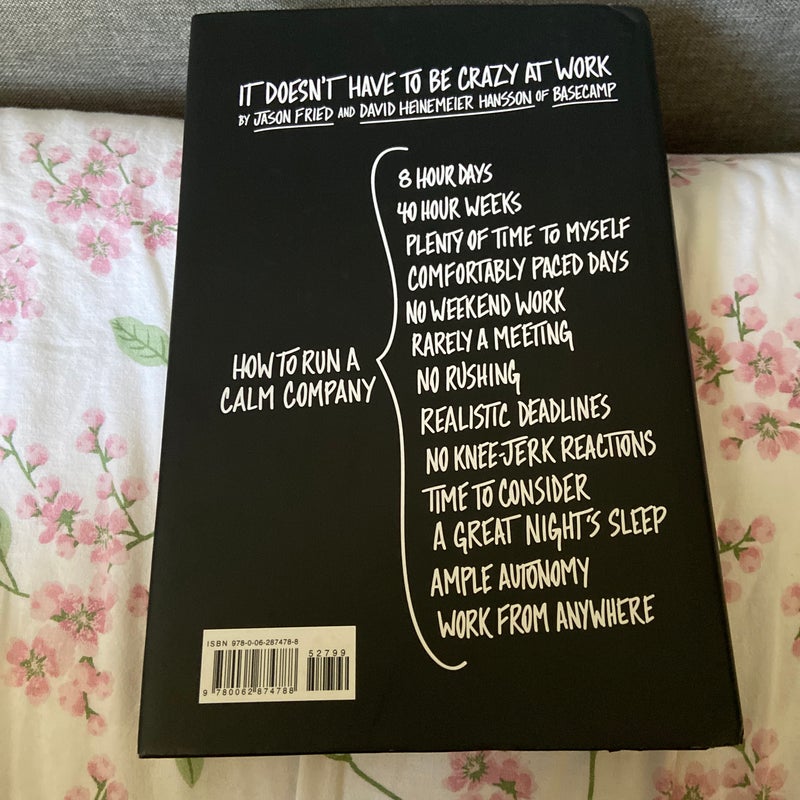 IT DOESN'T HAVE TO BE CRAZY AT WORK
BY JASON FRIED AND DAVID HEINEMEIER HANSSON OF BASECAMP
HOW TO RUN A
CALM COMPANY
8 HOUR DAYS
40 HOUR WEEKS
PLENTY OF TIME TO MYSELF
COMFORTABLY PACED DAYS
NO WEEKEND WORK
RARELY A MEETING
NO RUSHING
REALISTIC DEADLINES
NO KNEE-JERK REACTIONS
TIME TO CONSIDER
A GREAT NIGHT'S SLEEP
AMPLE AUTONOMY
WORK FROM ANYWHERE
ISBN 978-0-06-287478-8
52799
9 780062 874788